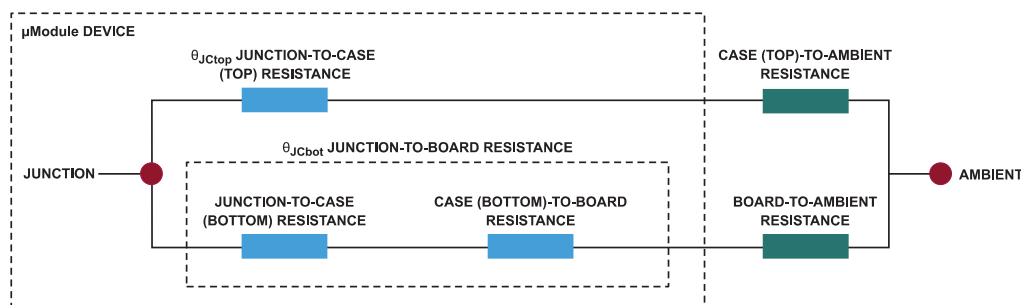 µModule DEVICE
θJCtop JUNCTION-TO-CASE
(TOP) RESISTANCE
CASE (TOP)-TO-AMBIENT
RESISTANCE
θJCbot JUNCTION-TO-BOARD RESISTANCE
JUNCTION
AMBIENT
JUNCTION-TO-CASE
(BOTTOM) RESISTANCE
CASE (BOTTOM)-TO-BOARD
RESISTANCE
BOARD-TO-AMBIENT
RESISTANCE